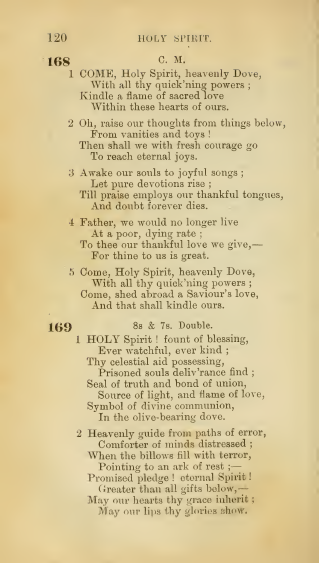 120 HOLY SPIRIT.
168 C. M.
1 COME, Holy Spirit, heavenly Dove,
With all thy quick'ning powers ;
Kindle a flame of sacred love
Within these hearts of ours.
2 Oh, raise our thoughts from things below,
From vanities and toys !
Then shall we with fresh courage go
To reach eternal joys.
3 Awake our souls to joyful songs ;
Let pure devotions rise ;
Till praise employs our thankful tongues,
And doubt forever dies.
4 Father, we would no longer live
At a poor, dying rate ;
To thee our thankful love we give,—
For thine to us is great.
5 Come, Holy Spirit, heavenly Dove,
With all thy quick'ning powers ;
Come, shed abroad a Saviour's love,
And that shall kindle ours.
169 8s & 7s. Double.
1 HOLY Spirit ! fount of blessing,
Ever watchful, ever kind ;
Thy celestial aid possessing,
Prisoned souls deliv'rance find ;
Seal of truth and bond of union,
Source of light, and flame of love,
Symbol of divine communion,
In the olive-bearing dove.
2 Heavenly guide from paths of error,
Comforter of minds distressed ;
When the billows fill with terror,
Pointing to an ark of rest ;—
Promised pledge ! eternal Spirit !
Greater than all gifts below,—
May our hearts thy grace inherit ;
May our lips thy glories show.